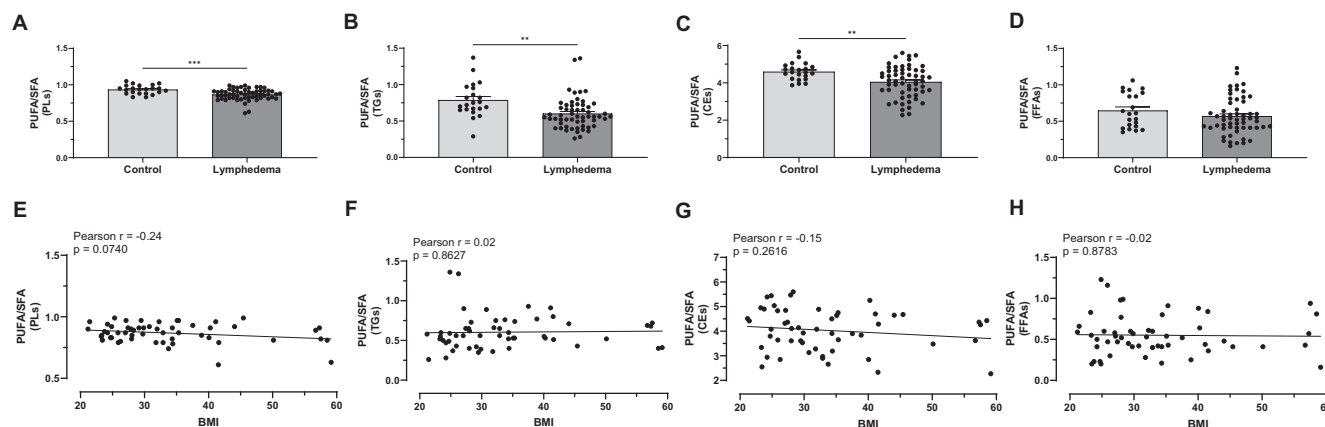 A
PUFA/SFA
(PLs)
1.5
1.0
0.5
0.0
***
Control
Lymphedema
B
PUFA/SFA
(TGs)
1.5
1.0
0.5
0.0
**
Control
Lymphedema
C
PUFA/SFA
(CEs)
6
4
2
0
**
Control
Lymphedema
D
PUFA/SFA
(FFAs)
1.5
1.0
0.5
0.0
Control
Lymphedema
E
Pearson r = -0.24
p = 0.0740
PUFA/SFA
(PLs)
1.5
1.0
0.5
20 30 40 50 60
BMI
F
Pearson r = 0.02
p = 0.8627
PUFA/SFA
(TGs)
1.5
1.0
0.5
0.0
20 30 40 50 60
BMI
G
Pearson r = -0.15
p = 0.2616
PUFA/SFA
(CEs)
7
6
5
4
3
2
20 30 40 50 60
BMI
H
Pearson r = -0.02
p = 0.8783
PUFA/SFA
(FFAs)
1.5
1.0
0.5
0.0
20 30 40 50
BMI